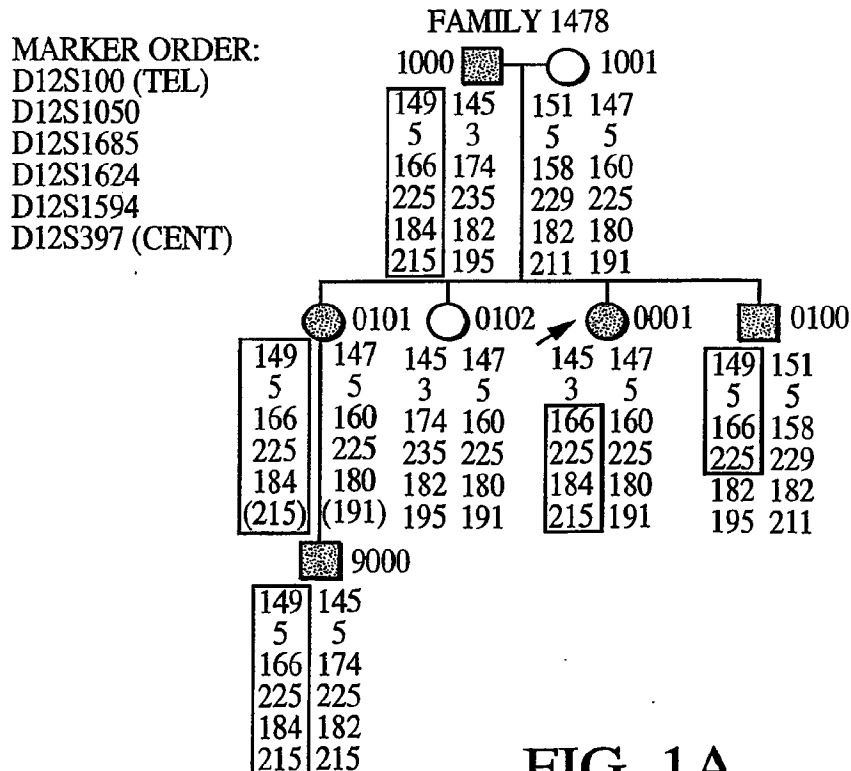 FAMILY 1478
MARKER ORDER:
D12S100 (TEL)
D12S1050
D12S1685
D12S1624
D12S1594
D12S397 (CENT)
1000 1001
149 145 151 147
5 3 5 5
166 174 158 160
225 235 229 225
184 182 182 180
215 195 211 191
0101 0102 0001 0100
149 147 145 147 145 147 149 151
5 5 3 5 3 5 5 5
166 160 174 160 166 160 166 158
225 225 235 225 225 225 225 229
184 180 182 180 184 180 182 182
(215) (191) 195 191 215 191 195 211
9000
149 145
5 5
166 174
225 225
184 182
215 215
FIG. 1A